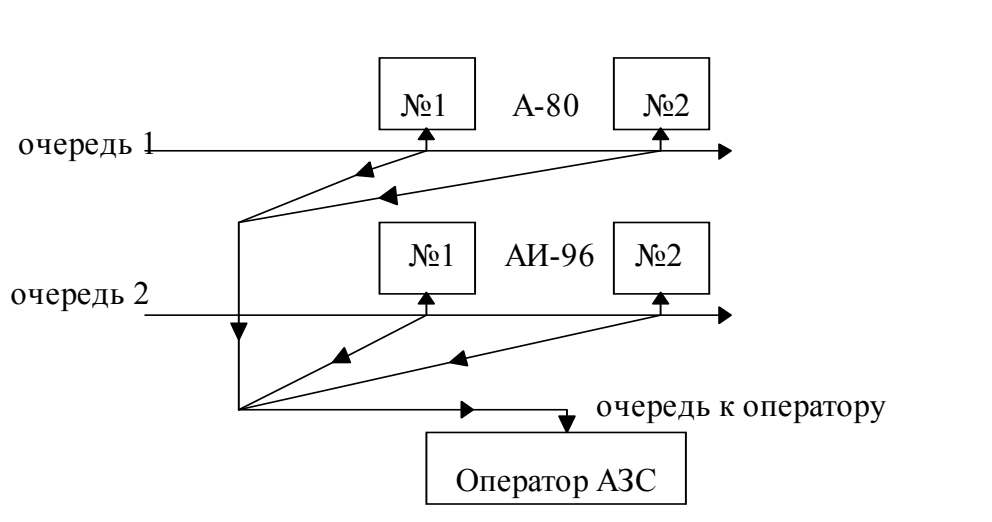 №1 А-80 №2
очередь 1
№1 АИ-96 №2
очередь 2
очередь к оператору
Оператор АЗС